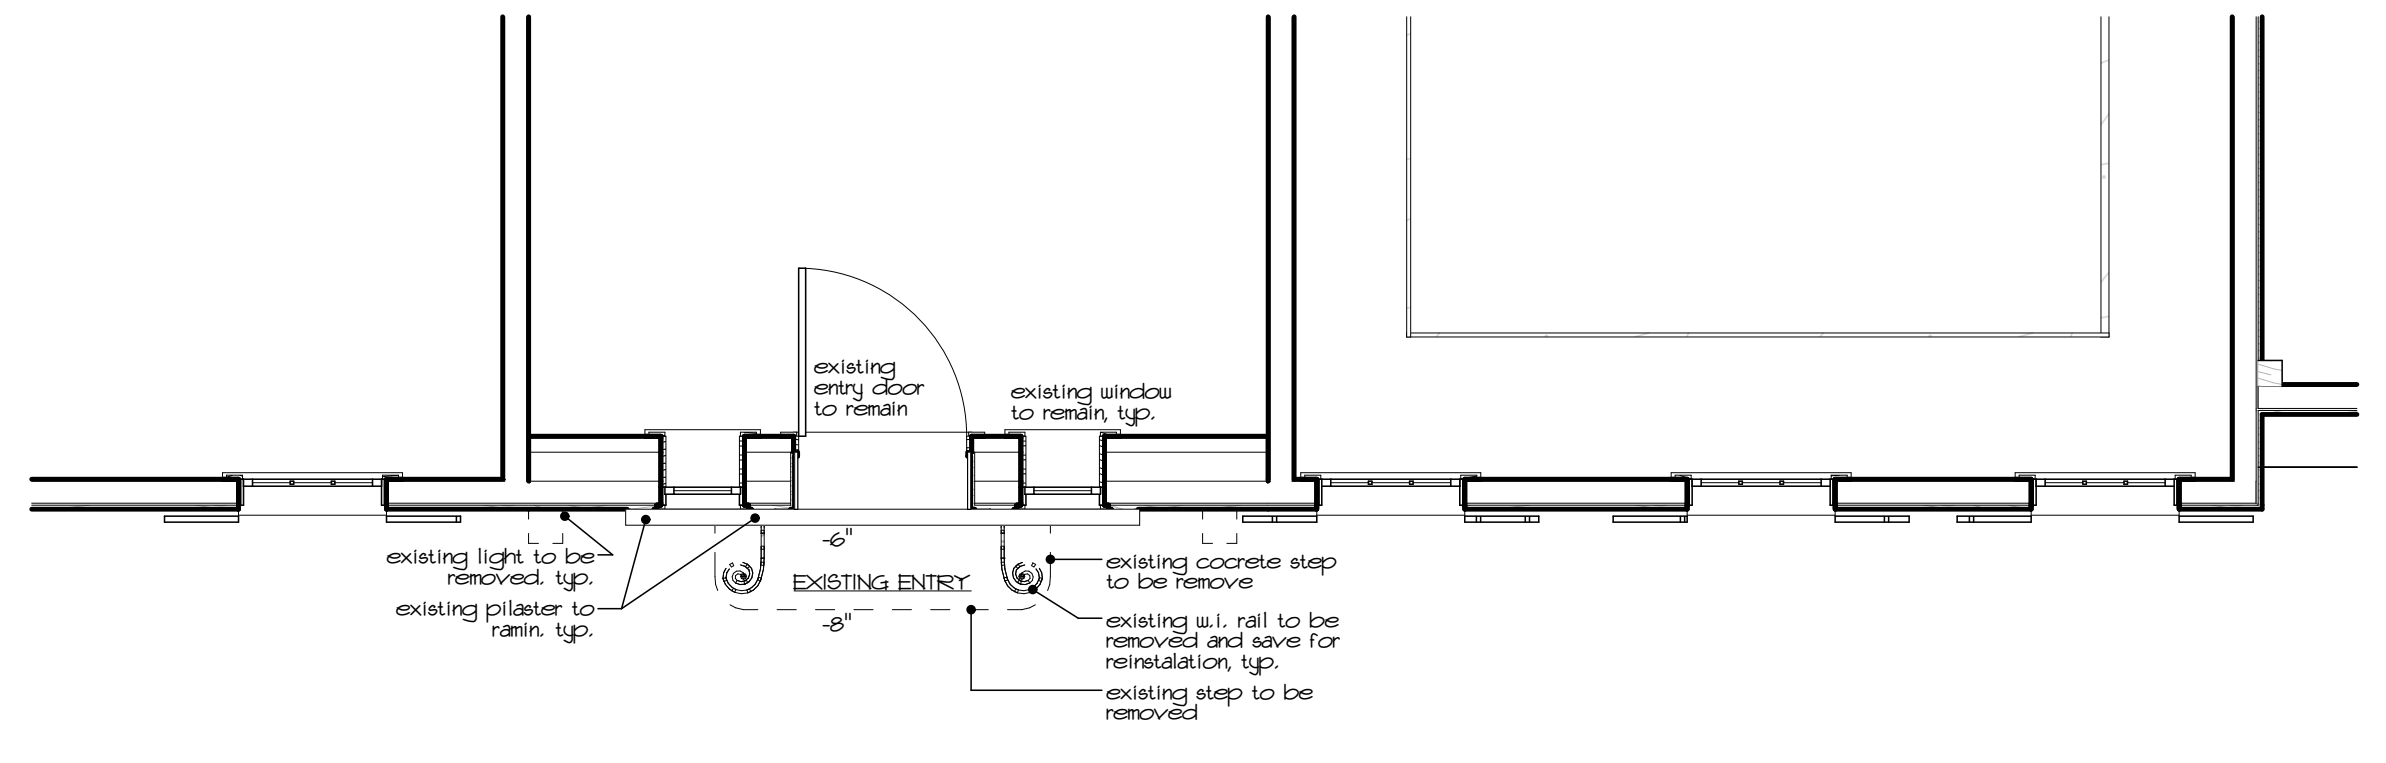 existing
entry door
to remain
existing window
to remain, typ.
existing light to be
removed. typ.
existing pilaster to
ramin. typ.
-6"
EXISTING ENTRY
-8"
existing cocrete step
to be remove
existing w.i. rail to be
removed and save for
reinstalation, typ.
existing step to be
removed